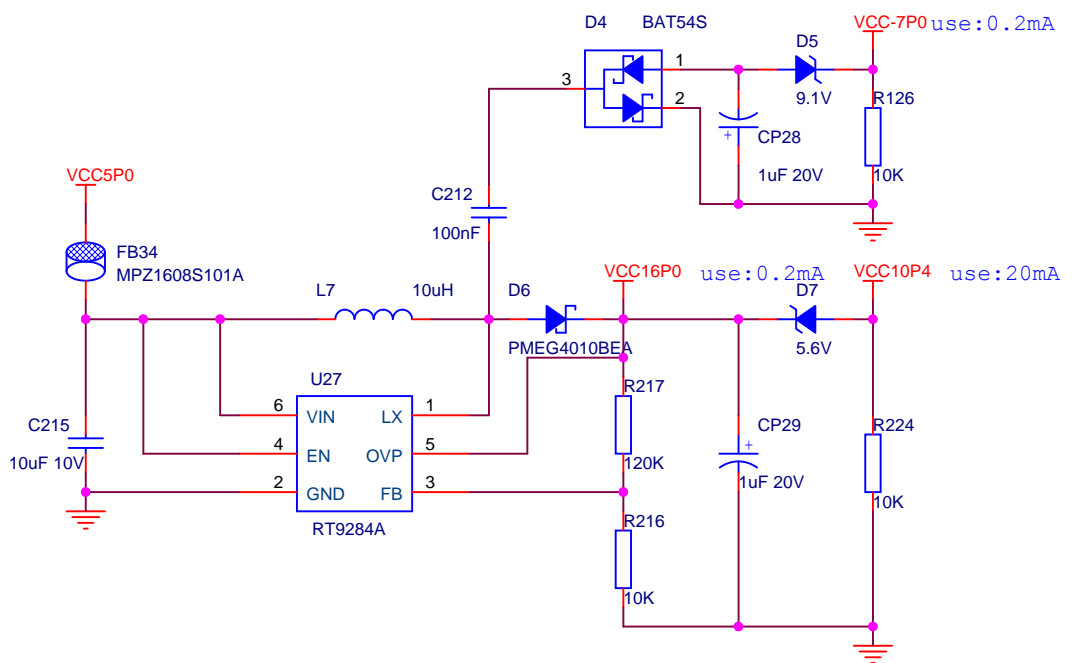 D4 BAT54S
VCC-7P0 use:0.2mA
D5
3
1
2
9.1V
R126
+
CP28
1uF 20V
10K
VCC5P0
C212
100nF
FB34
MPZ1608S101A
VCC16P0 use:0.2mA
VCC10P4 use:20mA
L7 10uH
D6
D7
PMEG4010BEA
5.6V
U27
R217
6 VIN LX 1
C215
4 EN OVP 5
CP29
+
R224
10uF 10V
120K
1uF 20V
2 GND FB 3
10K
R216
RT9284A
10K